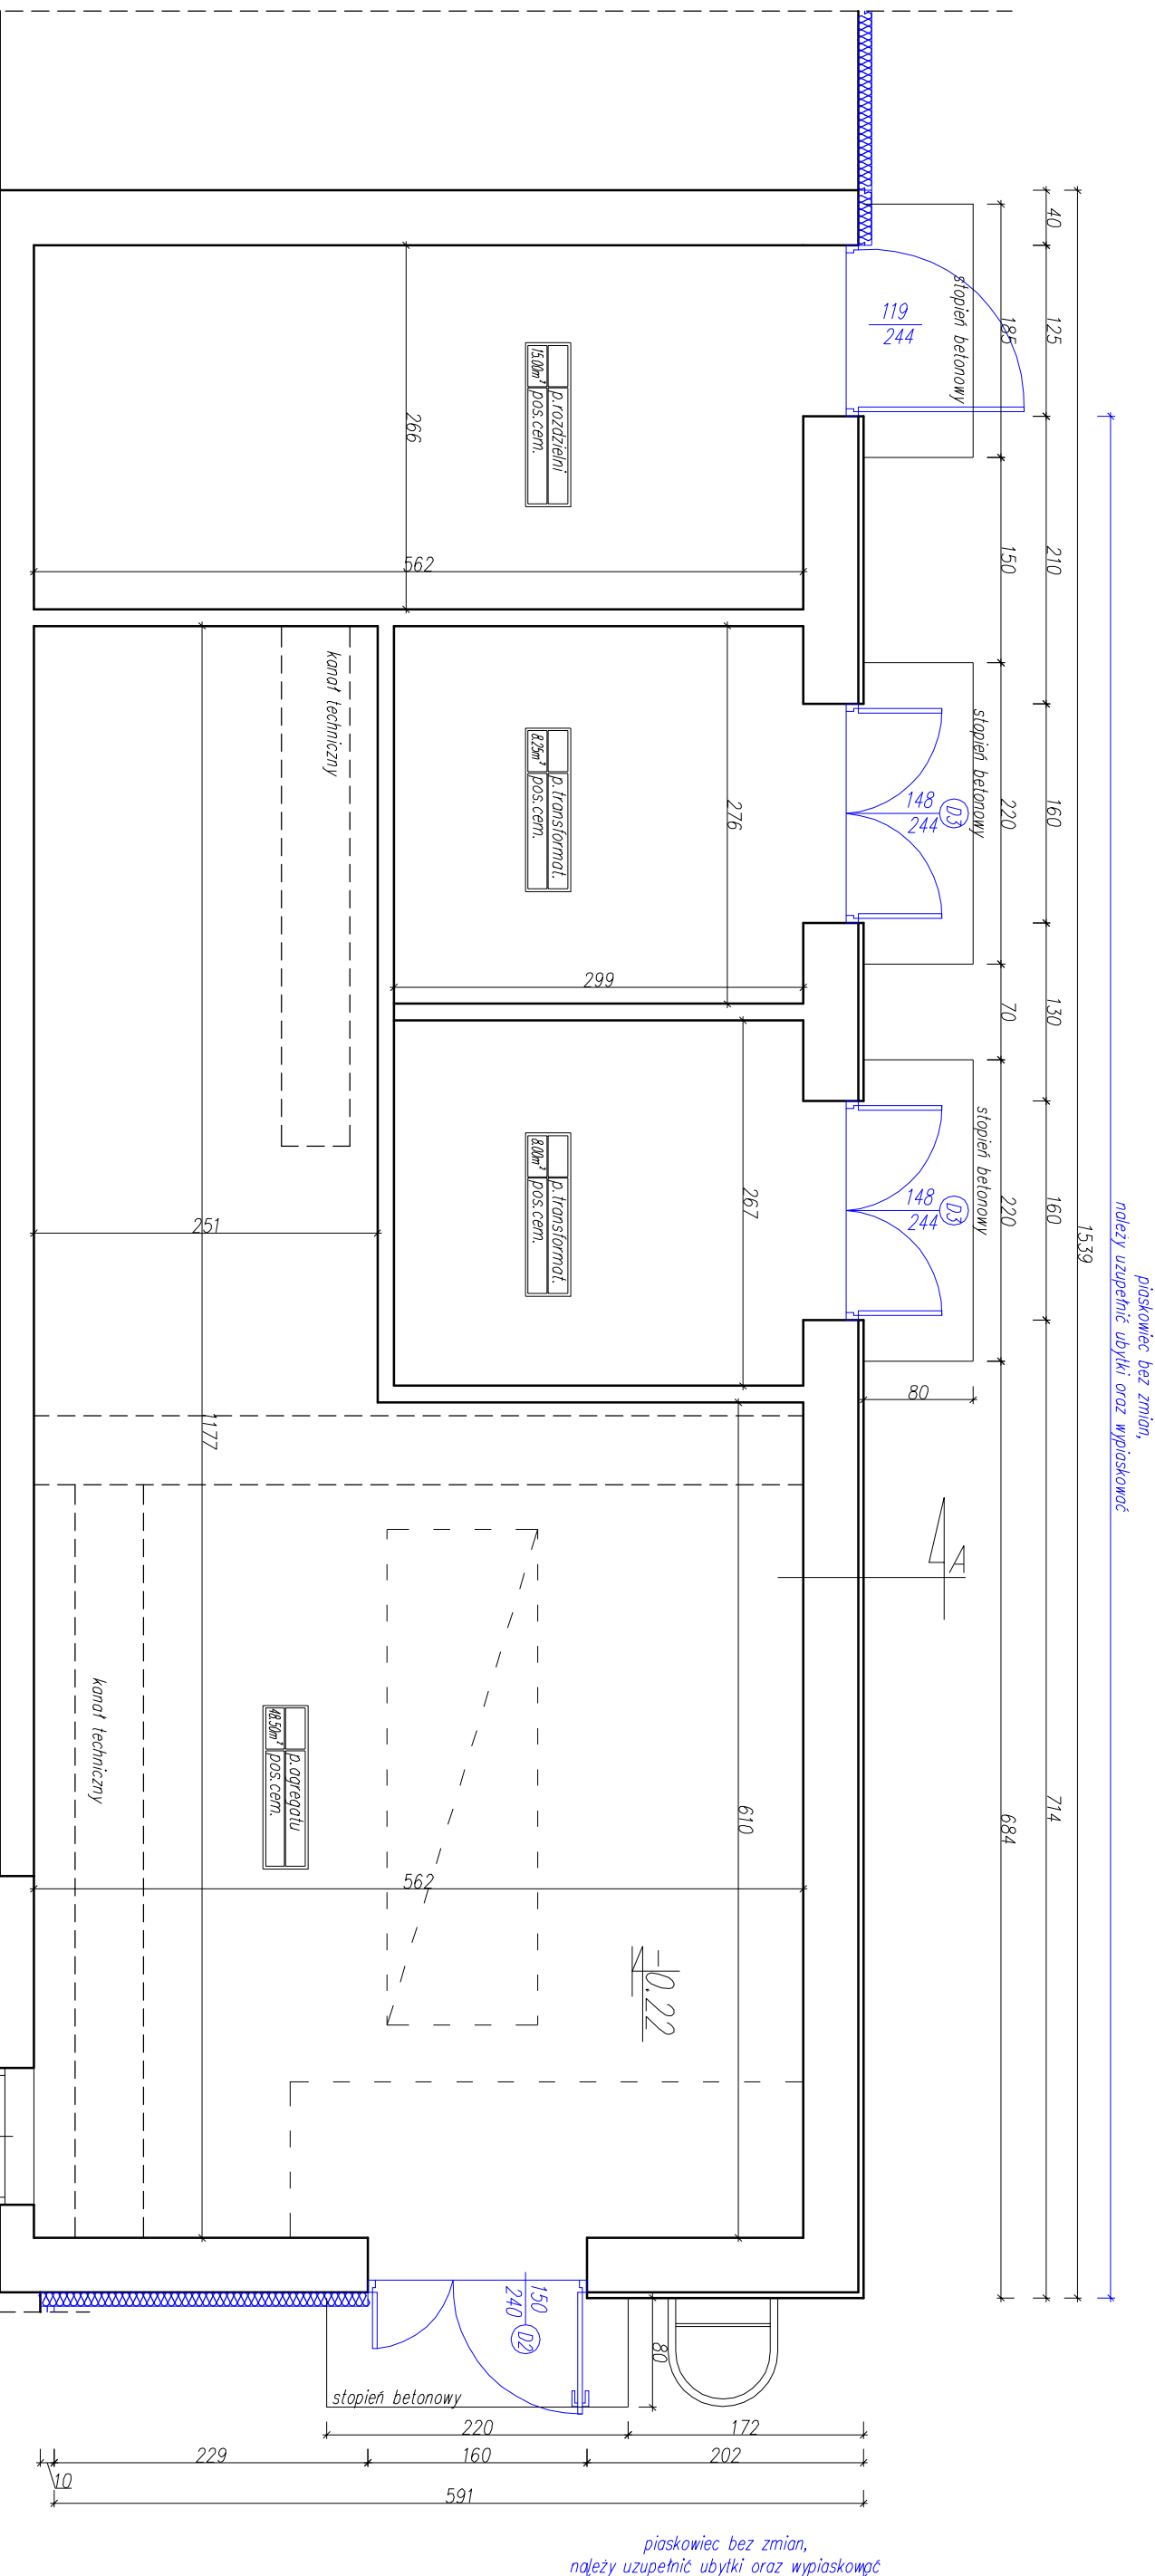 40
125
210
160
130
160
714
1539
185
150
220
70
220
684
piaskowiec bez zmian,
należy uzupełnić ubytki oraz wypiaskować
stopień betonowy
119
244
stopień betonowy
148
244
D3
stopień betonowy
148
244
D3
80
A
p.rozdzielni
15.00m²
pos.cem.
266
562
kanał techniczny
p.transformat.
8.25m²
pos.cem.
276
299
p.transformat.
8.00m²
pos.cem.
267
251
1177
kanał techniczny
p.agregatu
48.50m²
pos.cem.
610
562
-0.22
150
240
D2
80
stopień betonowy
220
172
229
160
202
10
591
piaskowiec bez zmian,
należy uzupełnić ubytki oraz wypiaskować